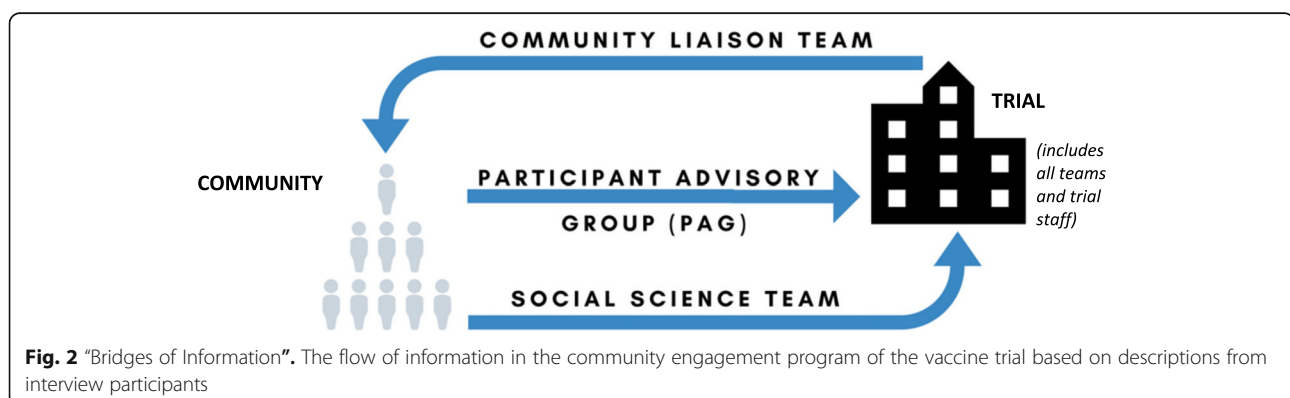 COMMUNITY LIAISON TEAM
TRIAL
(includes
all teams
and trial
staff)
COMMUNITY
PARTICIPANT ADVISORY
GROUP (PAG)
SOCIAL SCIENCE TEAM
Fig. 2 “Bridges of Information”. The flow of information in the community engagement program of the vaccine trial based on descriptions from
interview participants